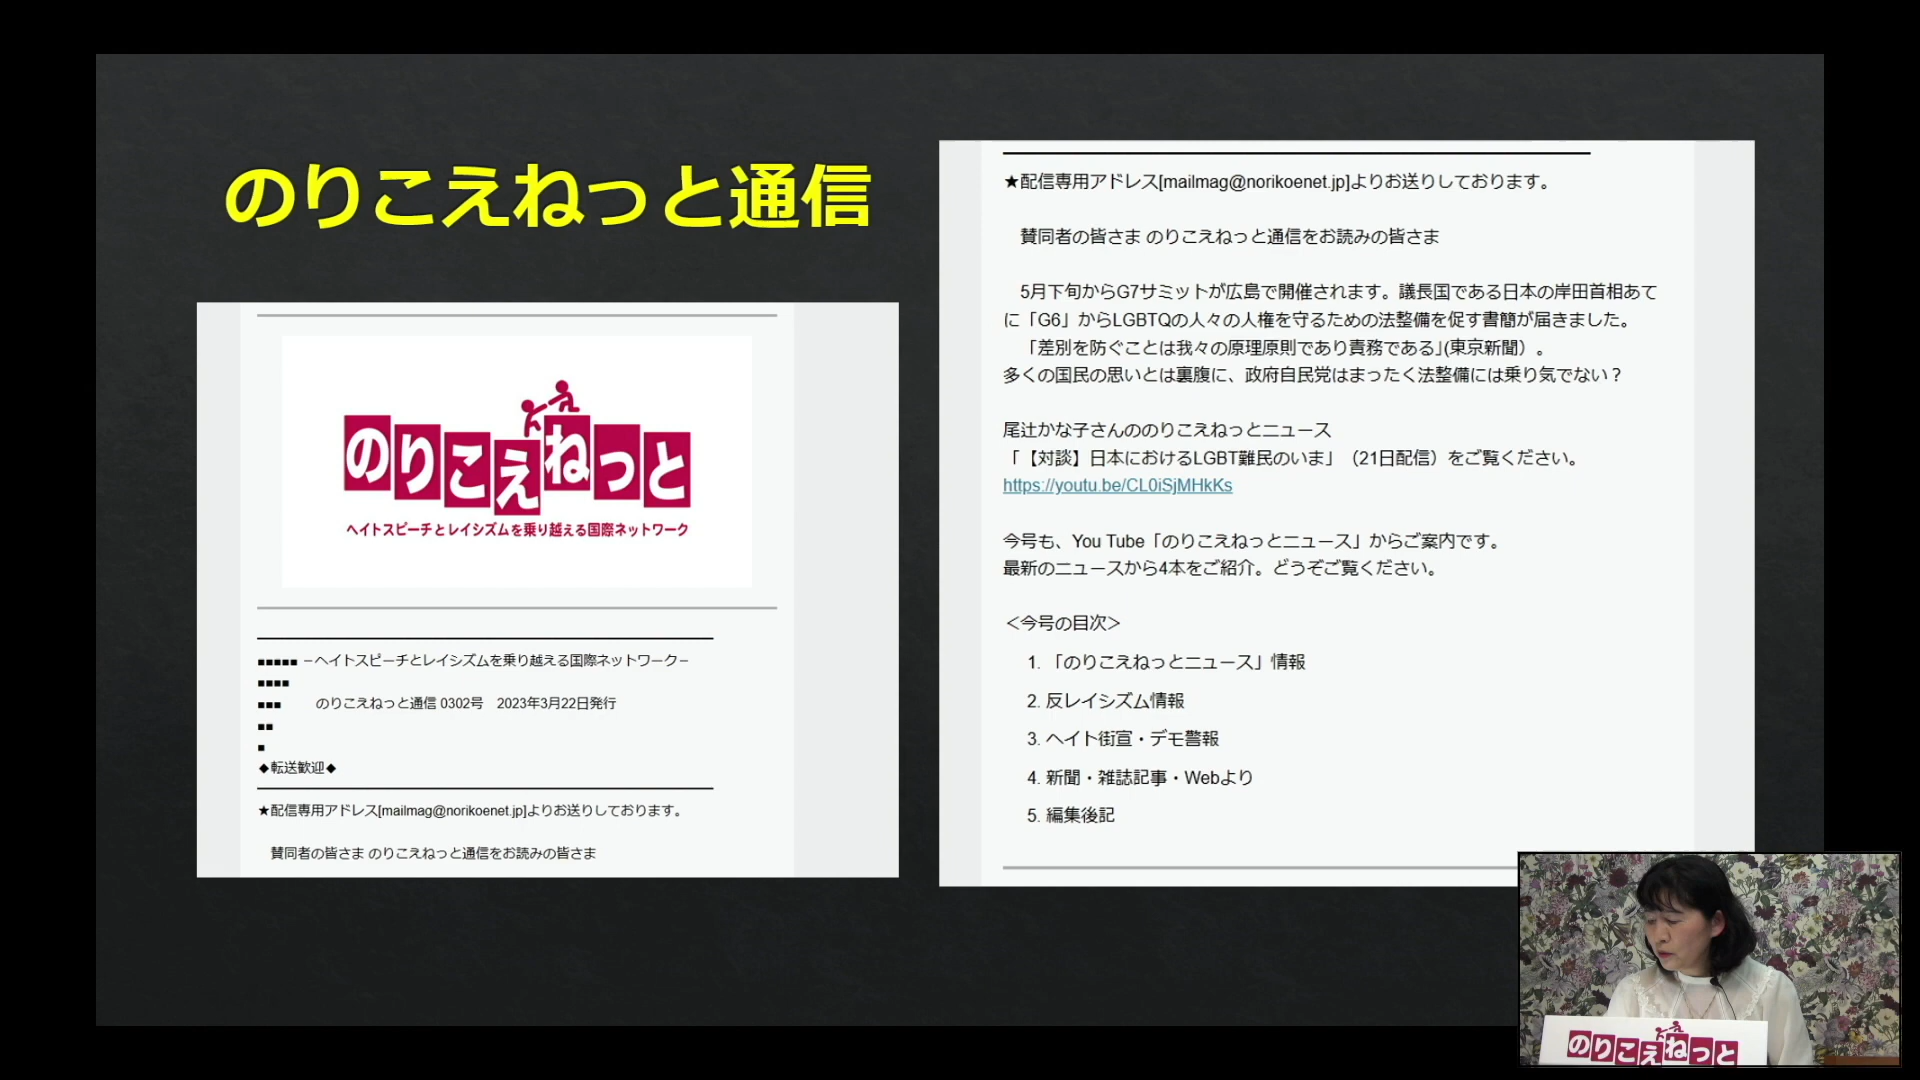 のりこえねっと通信
のりこえねっと
ヘイトスピーチとレイシズムを乗り越える国際ネットワーク
■■■■■ －ヘイトスピーチとレイシズムを乗り越える国際ネットワーク－
■■■■
■■■ のりこえねっと通信 0302号 2023年3月22日発行
■■
■
◆転送歓迎◆
★配信専用アドレス[mailmag@norikoenet.jp]よりお送りしております。
賛同者の皆さま のりこえねっと通信をお読みの皆さま
★配信専用アドレス[mailmag@norikoenet.jp]よりお送りしております。
賛同者の皆さま のりこえねっと通信をお読みの皆さま
5月下旬からG7サミットが広島で開催されます。議長国である日本の岸田首相あて
に「G6」からLGBTQの人々の人権を守るための法整備を促す書簡が届きました。
「差別を防ぐことは我々の原理原則であり責務である」(東京新聞）。
多くの国民の思いとは裏腹に、政府自民党はまったく法整備には乗り気でない？
尾辻かな子さんののりこえねっとニュース
「【対談】日本におけるLGBT難民のいま」（21日配信）をご覧ください。
https://youtu.be/CL0iSjMHkKs
今号も、You Tube「のりこえねっとニュース」からご案内です。
最新のニュースから4本をご紹介。どうぞご覧ください。
＜今号の目次＞
1. 「のりこえねっとニュース」情報
2. 反レイシズム情報
3. ヘイト街宣・デモ警報
4. 新聞・雑誌記事・Webより
5. 編集後記
のりこえねっと